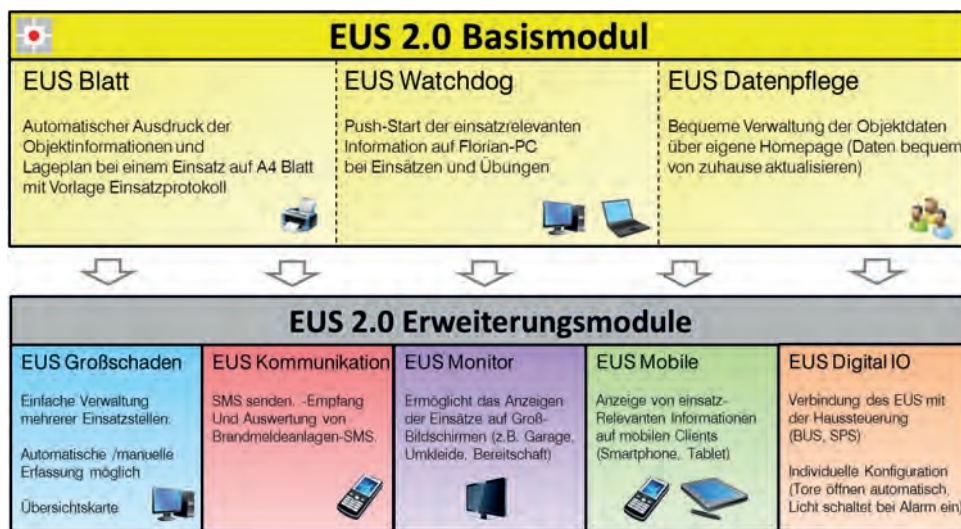 EUS 2.0 Basismodul
EUS Blatt
Automatischer Ausdruck der
Objektinformationen und
Lageplan bei einem Einsatz auf A4 Blatt
mit Vorlage Einsatzprotokoll
EUS Watchdog
Push-Start der einsatzrelevanten
Information auf Florian-PC
bei Einsätzen und Übungen
EUS Datenpflege
Bequeme Verwaltung der Objektdaten
über eigene Homepage (Daten bequem
von zuhause aktualisieren)
EUS 2.0 Erweiterungsmodule
EUS Großschaden
Einfache Verwaltung
mehrerer Einsatzstellen.
Automatische /manuelle
Erfassung möglich
Übersichtskarte
EUS Kommunikation
SMS senden. -Empfang
Und Auswertung von
Brandmeldeanlagen-SMS.
EUS Monitor
Ermöglicht das Anzeigen
der Einsätze auf Groß-
Bildschirmen (z.B. Garage,
Umkleide, Bereitschaft)
EUS Mobile
Anzeige von einsatz-
Relevanten Informationen
auf mobilen Clients
(Smartphone, Tablet)
EUS Digital IO
Verbindung des EUS mit
der Haussteuerung
(BUS, SPS)
Individuelle Konfiguration
(Tore öffnen automatisch,
Licht schaltet bei Alarm ein)